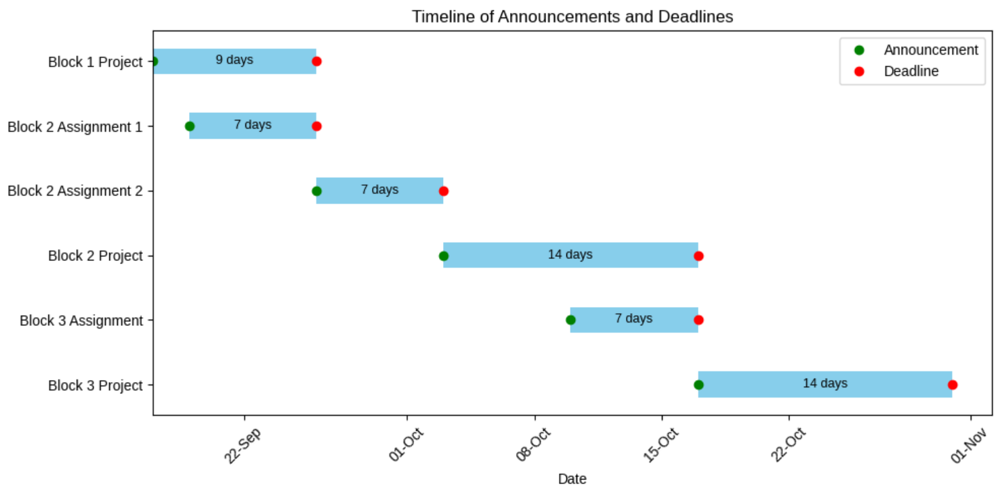 Timeline of Announcements and Deadlines
Announcement
Deadline
Block 1 Project
9 days
Block 2 Assignment 1
7 days
Block 2 Assignment 2
7 days
Block 2 Project
14 days
Block 3 Assignment
7 days
Block 3 Project
14 days
22-Sep
01-Oct
08-Oct
15-Oct
22-Oct
01-Nov
Date